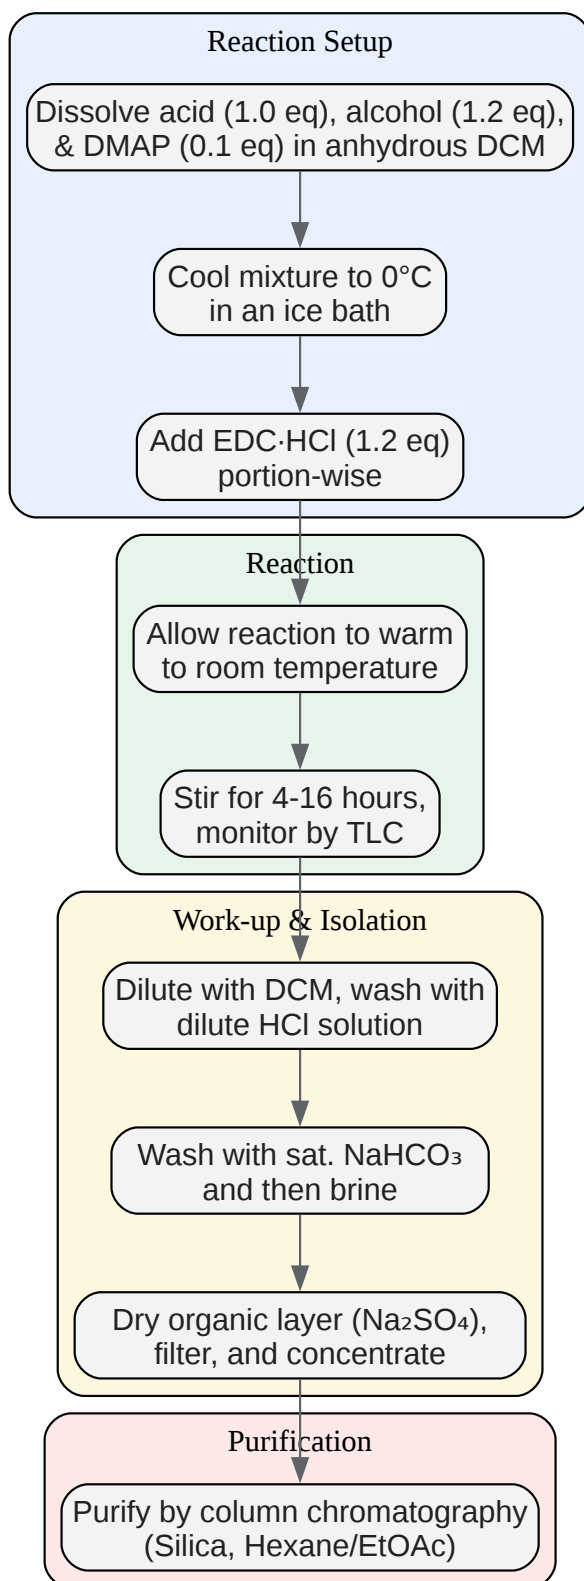 Reaction Setup
Dissolve acid (1.0 eq), alcohol (1.2 eq),
& DMAP (0.1 eq) in anhydrous DCM
Cool mixture to 0°C
in an ice bath
Add EDC·HCl (1.2 eq)
portion-wise
Reaction
Allow reaction to warm
to room temperature
Stir for 4-16 hours,
monitor by TLC
Work-up & Isolation
Dilute with DCM, wash with
dilute HCl solution
Wash with sat. NaHCO₃
and then brine
Dry organic layer (Na₂SO₄),
filter, and concentrate
Purification
Purify by column chromatography
(Silica, Hexane/EtOAc)